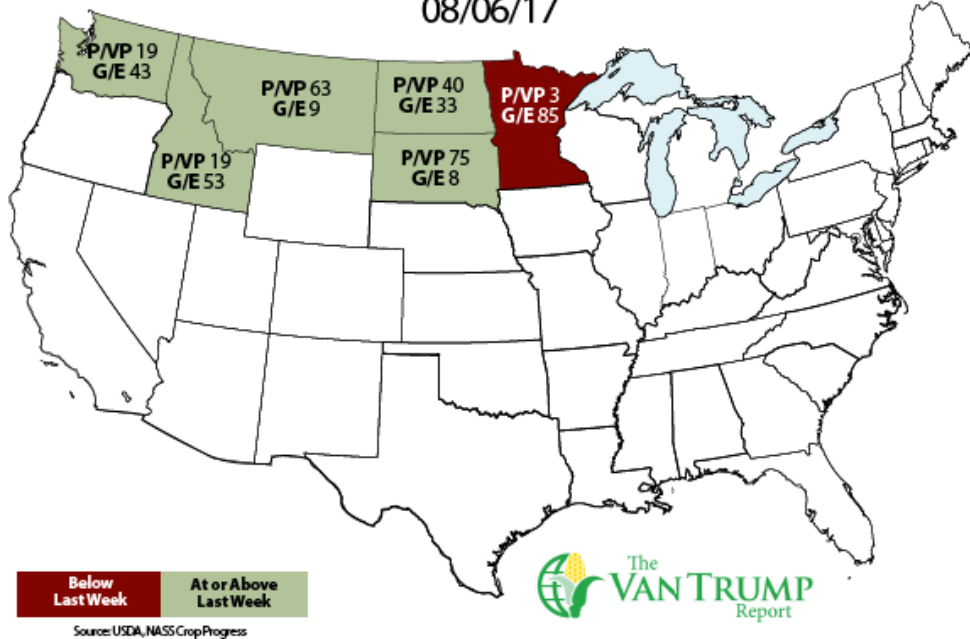 08/06/17
P/VP 19
G/E 43
P/VP 63
G/E 9
P/VP 40
G/E 33
P/VP 3
G/E 85
P/VP 19
G/E 53
P/VP 75
G/E 8
Below
Last Week
At or Above
Last Week
Source: USDA, NASS Crop Progress
The
VAN TRUMP
Report